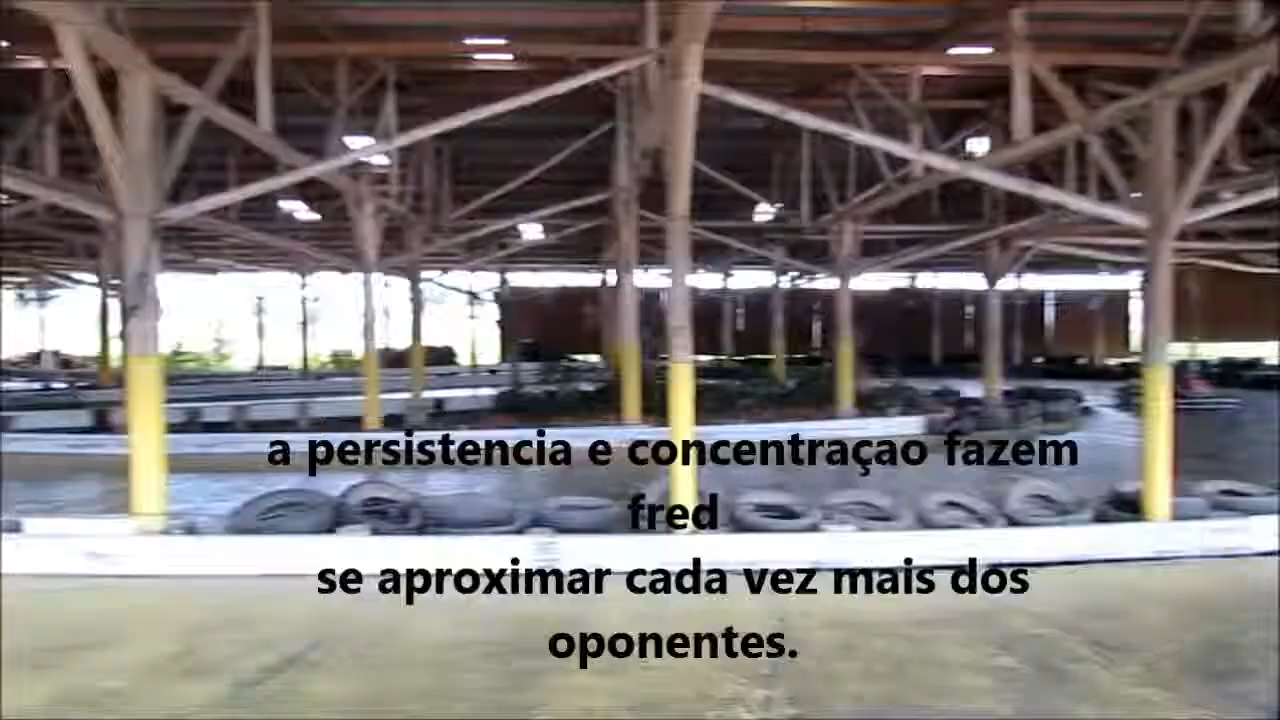 a persistencia e concentraçao fazem
fred
se aproximar cada vez mais dos
oponentes.